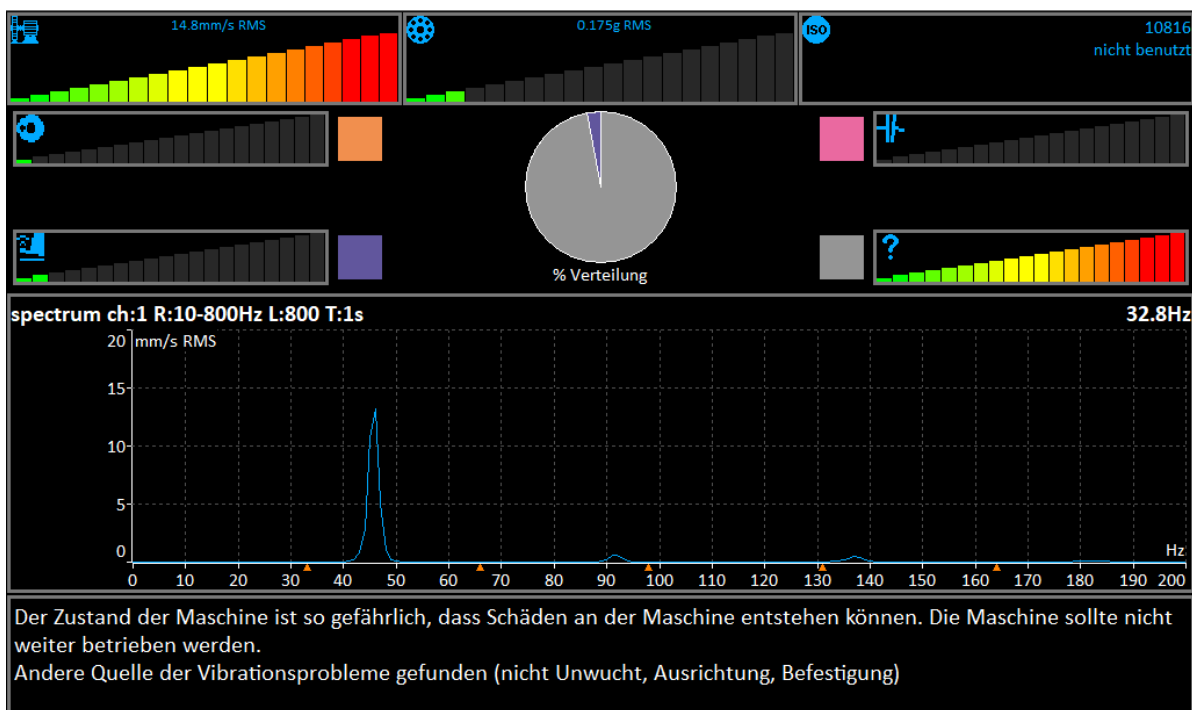 14.8mm/s RMS
0.175g RMS
ISO
10816
nicht benutzt
?
% Verteilung
spectrum ch:1 R:10-800Hz L:800 T:1s
32.8Hz
20 mm/s RMS
15
10
5
0
Hz
0 10 20 30 40 50 60 70 80 90 100 110 120 130 140 150 160 170 180 190 200
Der Zustand der Maschine ist so gefährlich, dass Schäden an der Maschine entstehen können. Die Maschine sollte nicht
weiter betrieben werden.
Andere Quelle der Vibrationsprobleme gefunden (nicht Unwucht, Ausrichtung, Befestigung)